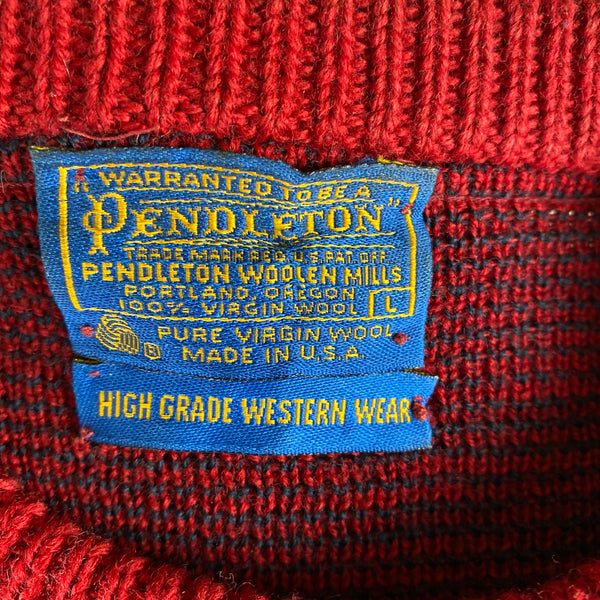 "WARRANTED TO BE A
PENDLETON"
TRADE MARK REG. U.S. PAT. OFF.
PENDLETON WOOLEN MILLS
PORTLAND, OREGON
100% VIRGIN WOOL L
R PURE VIRGIN WOOL
MADE IN U.S.A.
HIGH GRADE WESTERN WEAR